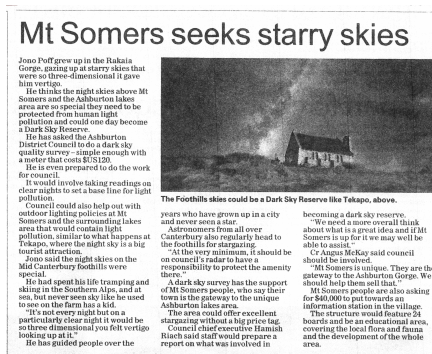 Mt Somers seeks starry skies
Jono Poff grew up in the Rakaia
Gorge, gazing up at starry skies that
were so three-dimensional it gave
him vertigo.
He thinks the night skies above Mt
Somers and the Ashburton lakes
area are so special they need to be
protected from human light
pollution and could one day become
a Dark Sky Reserve.
He has asked the Ashburton
District Council to do a dark sky
quality survey – simple enough with
a meter that costs $US120.
He is even prepared to do the work
for council.
It would involve taking readings on
clear nights to set a base line for light
pollution.
Council could also help out with
outdoor lighting policies at Mt
Somers and the surrounding lakes
area that would contain light
pollution, similar to what happens at
Tekapo, where the night sky is a big
tourist attraction.
Jono said the night skies on the
Mid Canterbury foothills were
special.
He had spent his life tramping and
skiing in the Southern Alps, and at
sea, but never seen sky like he used
to see on the farm has a kid.
"It's not every night but on a
particularly clear night it would be
so three dimensional you felt vertigo
looking up at it."
He has guided people over the
The Foothills skies could be a Dark Sky Reserve like Tekapo, above.
years who have grown up in a city
and never seen a star.
Astronomers from all over
Canterbury also regularly head to
the foothills for stargazing.
"At the very minimum, it should be
on council's radar to have a
responsibility to protect the amenity
there."
A dark sky survey has the support
of Mt Somers people, who say their
town is the gateway to the unique
Ashburton lakes area.
The area could offer excellent
stargazing without a big price tag.
Council chief executive Hamish
Riach said staff would prepare a
report on what was involved in
becoming a dark sky reserve.
"We need a more overall think
about what is a great idea and if Mt
Somers is up for it we may well be
able to assist."
Cr Angus McKay said council
should be involved.
"Mt Somers is unique. They are the
gateway to the Ashburton Gorge. We
should help them sell that."
Mt Somers people are also asking
for $40,000 to put towards an
information station in the village.
The structure would feature 24
boards and be an educational area,
covering the local flora and fauna
and the development of the whole
area.